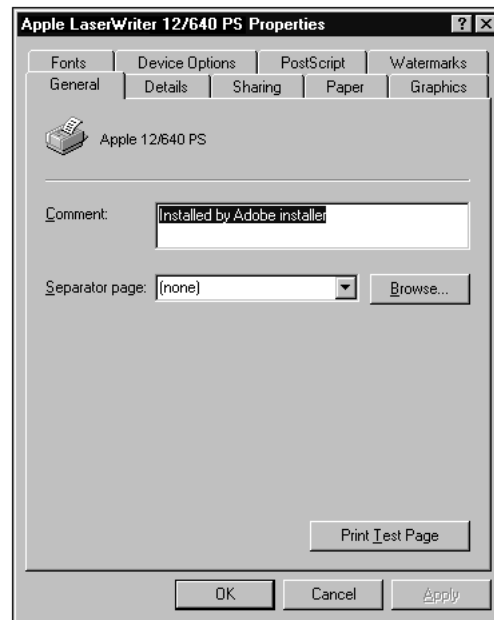 Apple LaserWriter 12/640 PS Properties
Fonts Device Options PostScript Watermarks
General Details Sharing Paper Graphics
Apple 12/640 PS
Comment: Installed by Adobe installer
Separator page: (none) Browse...
Print Test Page
OK Cancel Apply